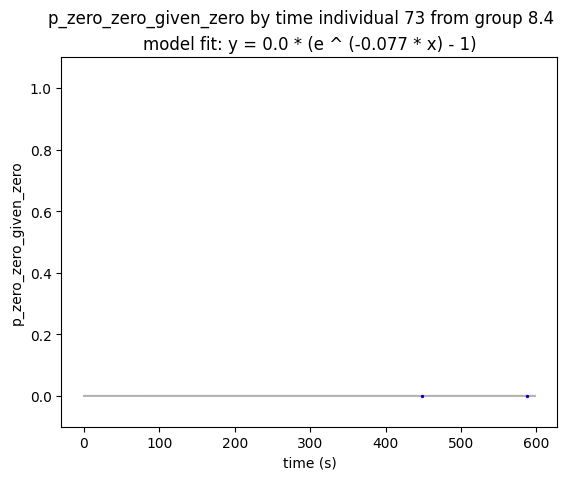 p_zero_zero_given_zero by time individual 73 from group 8.4
model fit: y = 0.0 * (e ^ (-0.077 * x) - 1)
1.0
0.8
0.6
0.4
0.2
0.0
p_zero_zero_given_zero
0 100 200 300 400 500 600
time (s)